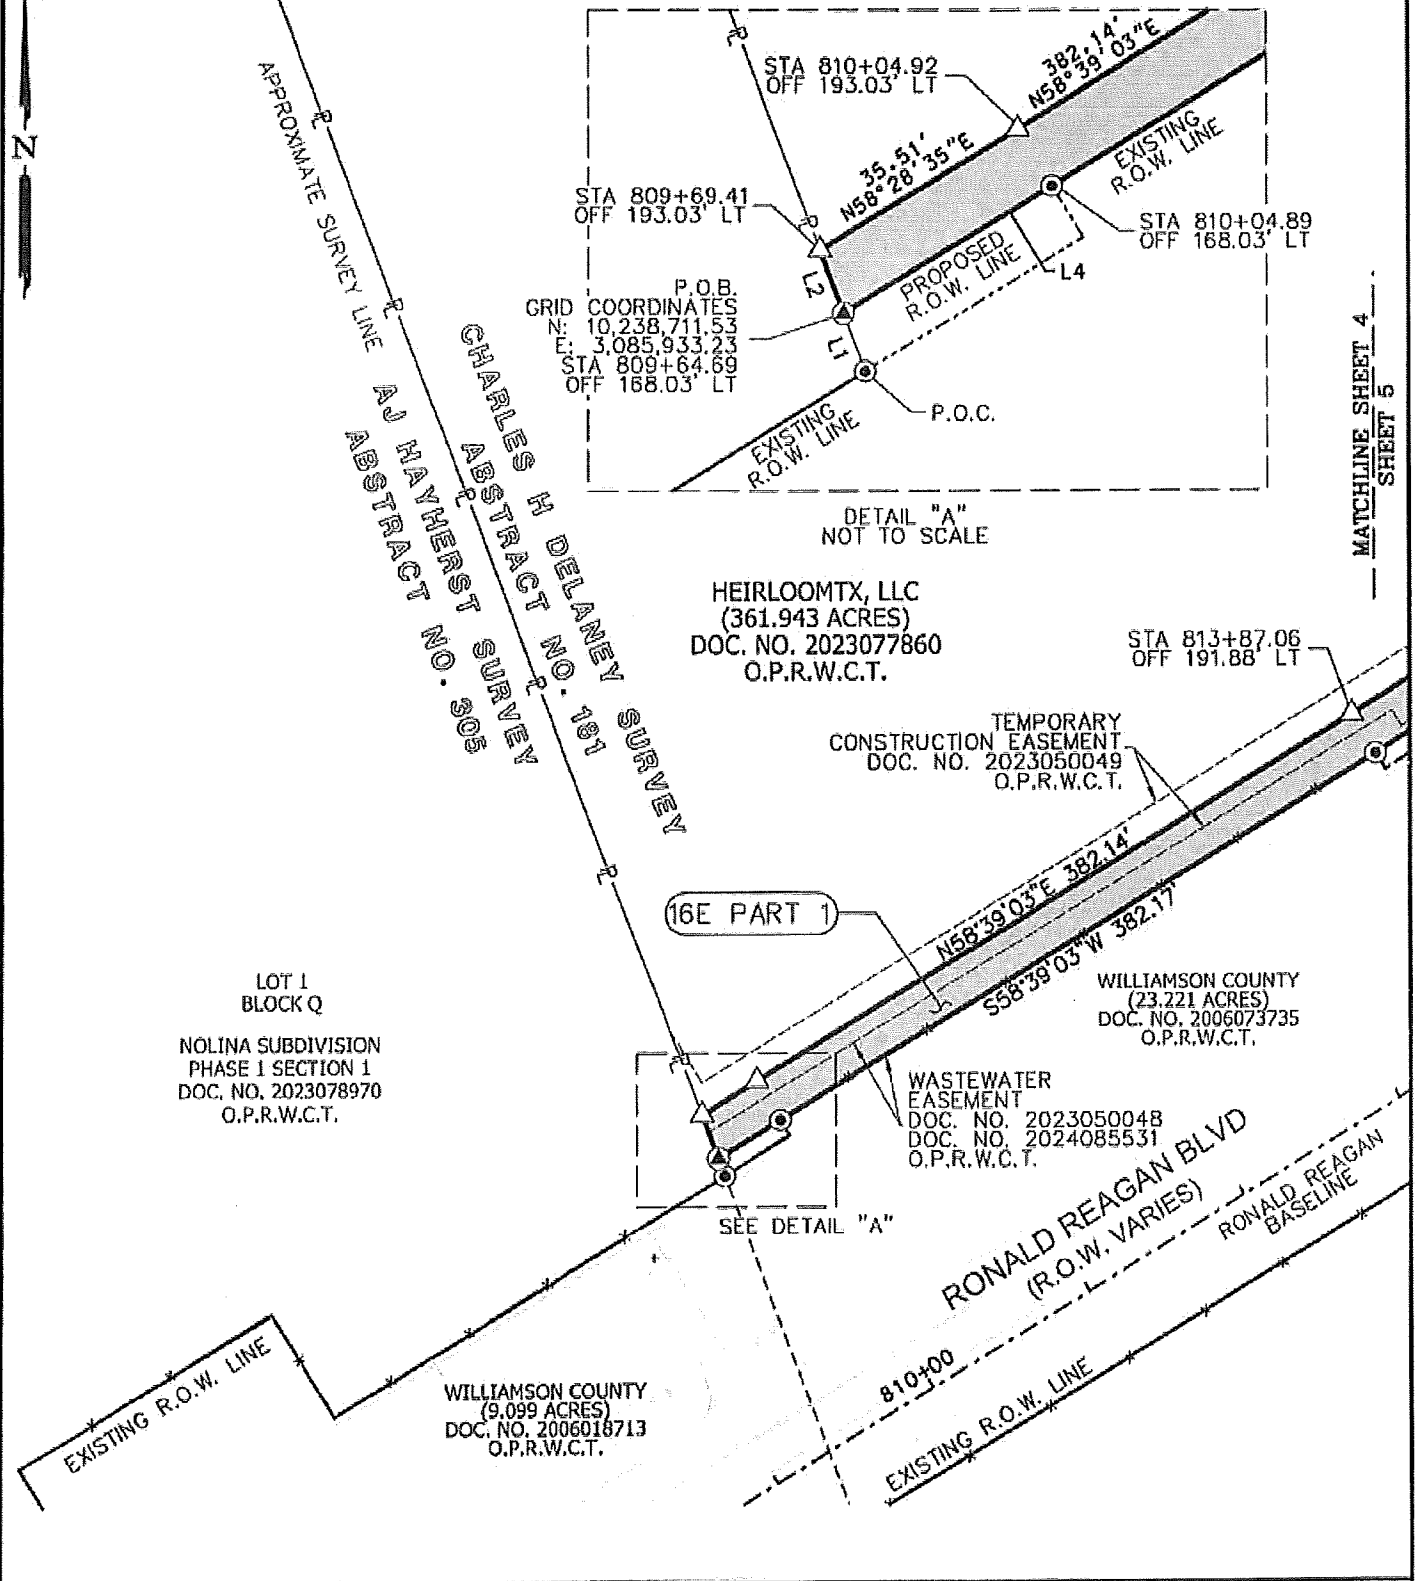 N
APPROXIMATE SURVEY LINE
AJ HAYHERST SURVEY
ABSTRACT NO. 305
CHARLES H DELANEY SURVEY
ABSTRACT NO. 181
STA 810+04.92
OFF 193.03' LT
382.14'
N58°39'03"E
35.51'
N58°28'35"E
EXISTING
R.O.W. LINE
STA 809+69.41
OFF 193.03' LT
STA 810+04.89
OFF 168.03' LT
PROPOSED
R.O.W. LINE
L4
L2
P.O.B.
GRID COORDINATES
N: 10,238,711.53
E: 3,085,933.23
STA 809+64.69
OFF 168.03' LT
L1
P.O.C.
EXISTING
R.O.W. LINE
DETAIL "A"
NOT TO SCALE
MATCHLINE SHEET 4
SHEET 5
HEIRLOOMTX, LLC
(361.943 ACRES)
DOC. NO. 2023077860
O.P.R.W.C.T.
STA 813+87.06
OFF 191.88' LT
TEMPORARY
CONSTRUCTION EASEMENT
DOC. NO. 2023050049
O.P.R.W.C.T.
16E PART 1
N58°39'03"E 382.14'
S58°39'03"W 382.17'
WILLIAMSON COUNTY
(23.221 ACRES)
DOC. NO. 2006073735
O.P.R.W.C.T.
LOT 1
BLOCK Q
NOLINA SUBDIVISION
PHASE 1 SECTION 1
DOC. NO. 2023078970
O.P.R.W.C.T.
WASTEWATER
EASEMENT
DOC. NO. 2023050048
DOC. NO. 2024085531
O.P.R.W.C.T.
SEE DETAIL "A"
RONALD REAGAN BLVD
(R.O.W. VARIES)
RONALD REAGAN
BASELINE
810+00
EXISTING R.O.W. LINE
EXISTING R.O.W. LINE
WILLIAMSON COUNTY
(9.099 ACRES)
DOC. NO. 2006018713
O.P.R.W.C.T.